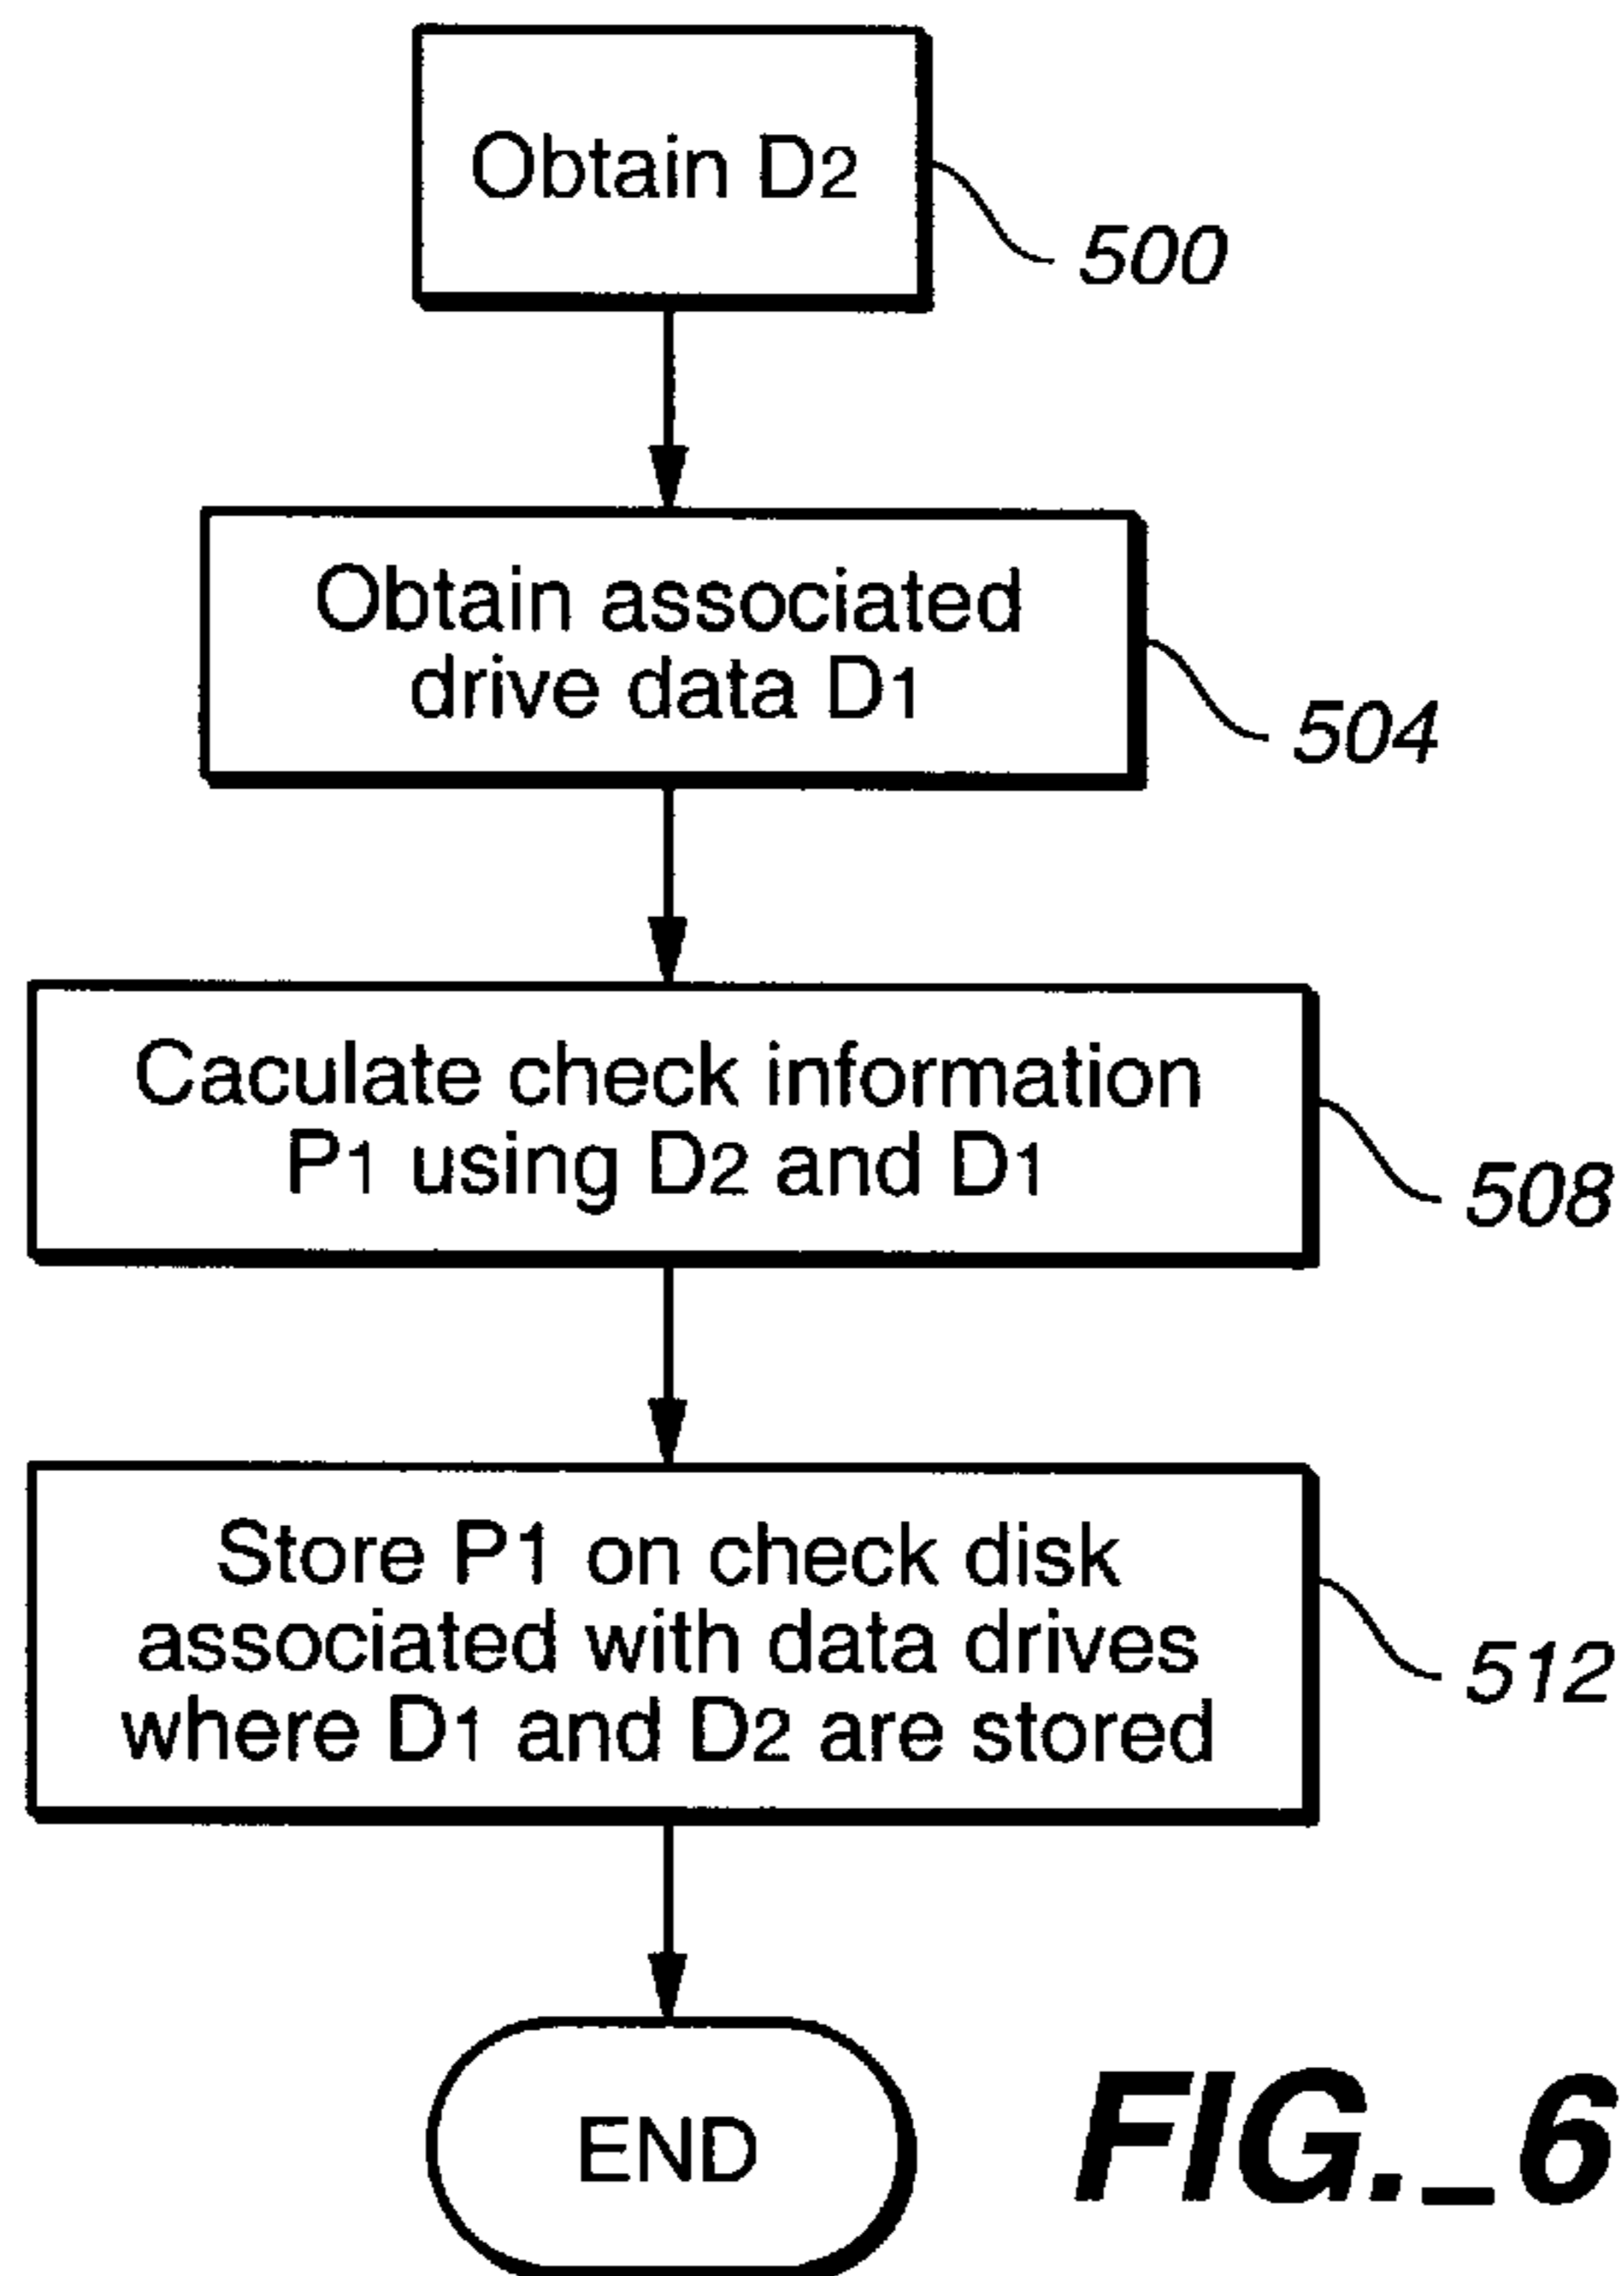 Obtain D2
500
Obtain associated
drive data D1
504
Caculate check information
P1 using D2 and D1
508
Store P1 on check disk
associated with data drives
where D1 and D2 are stored
512
END
FIG._6